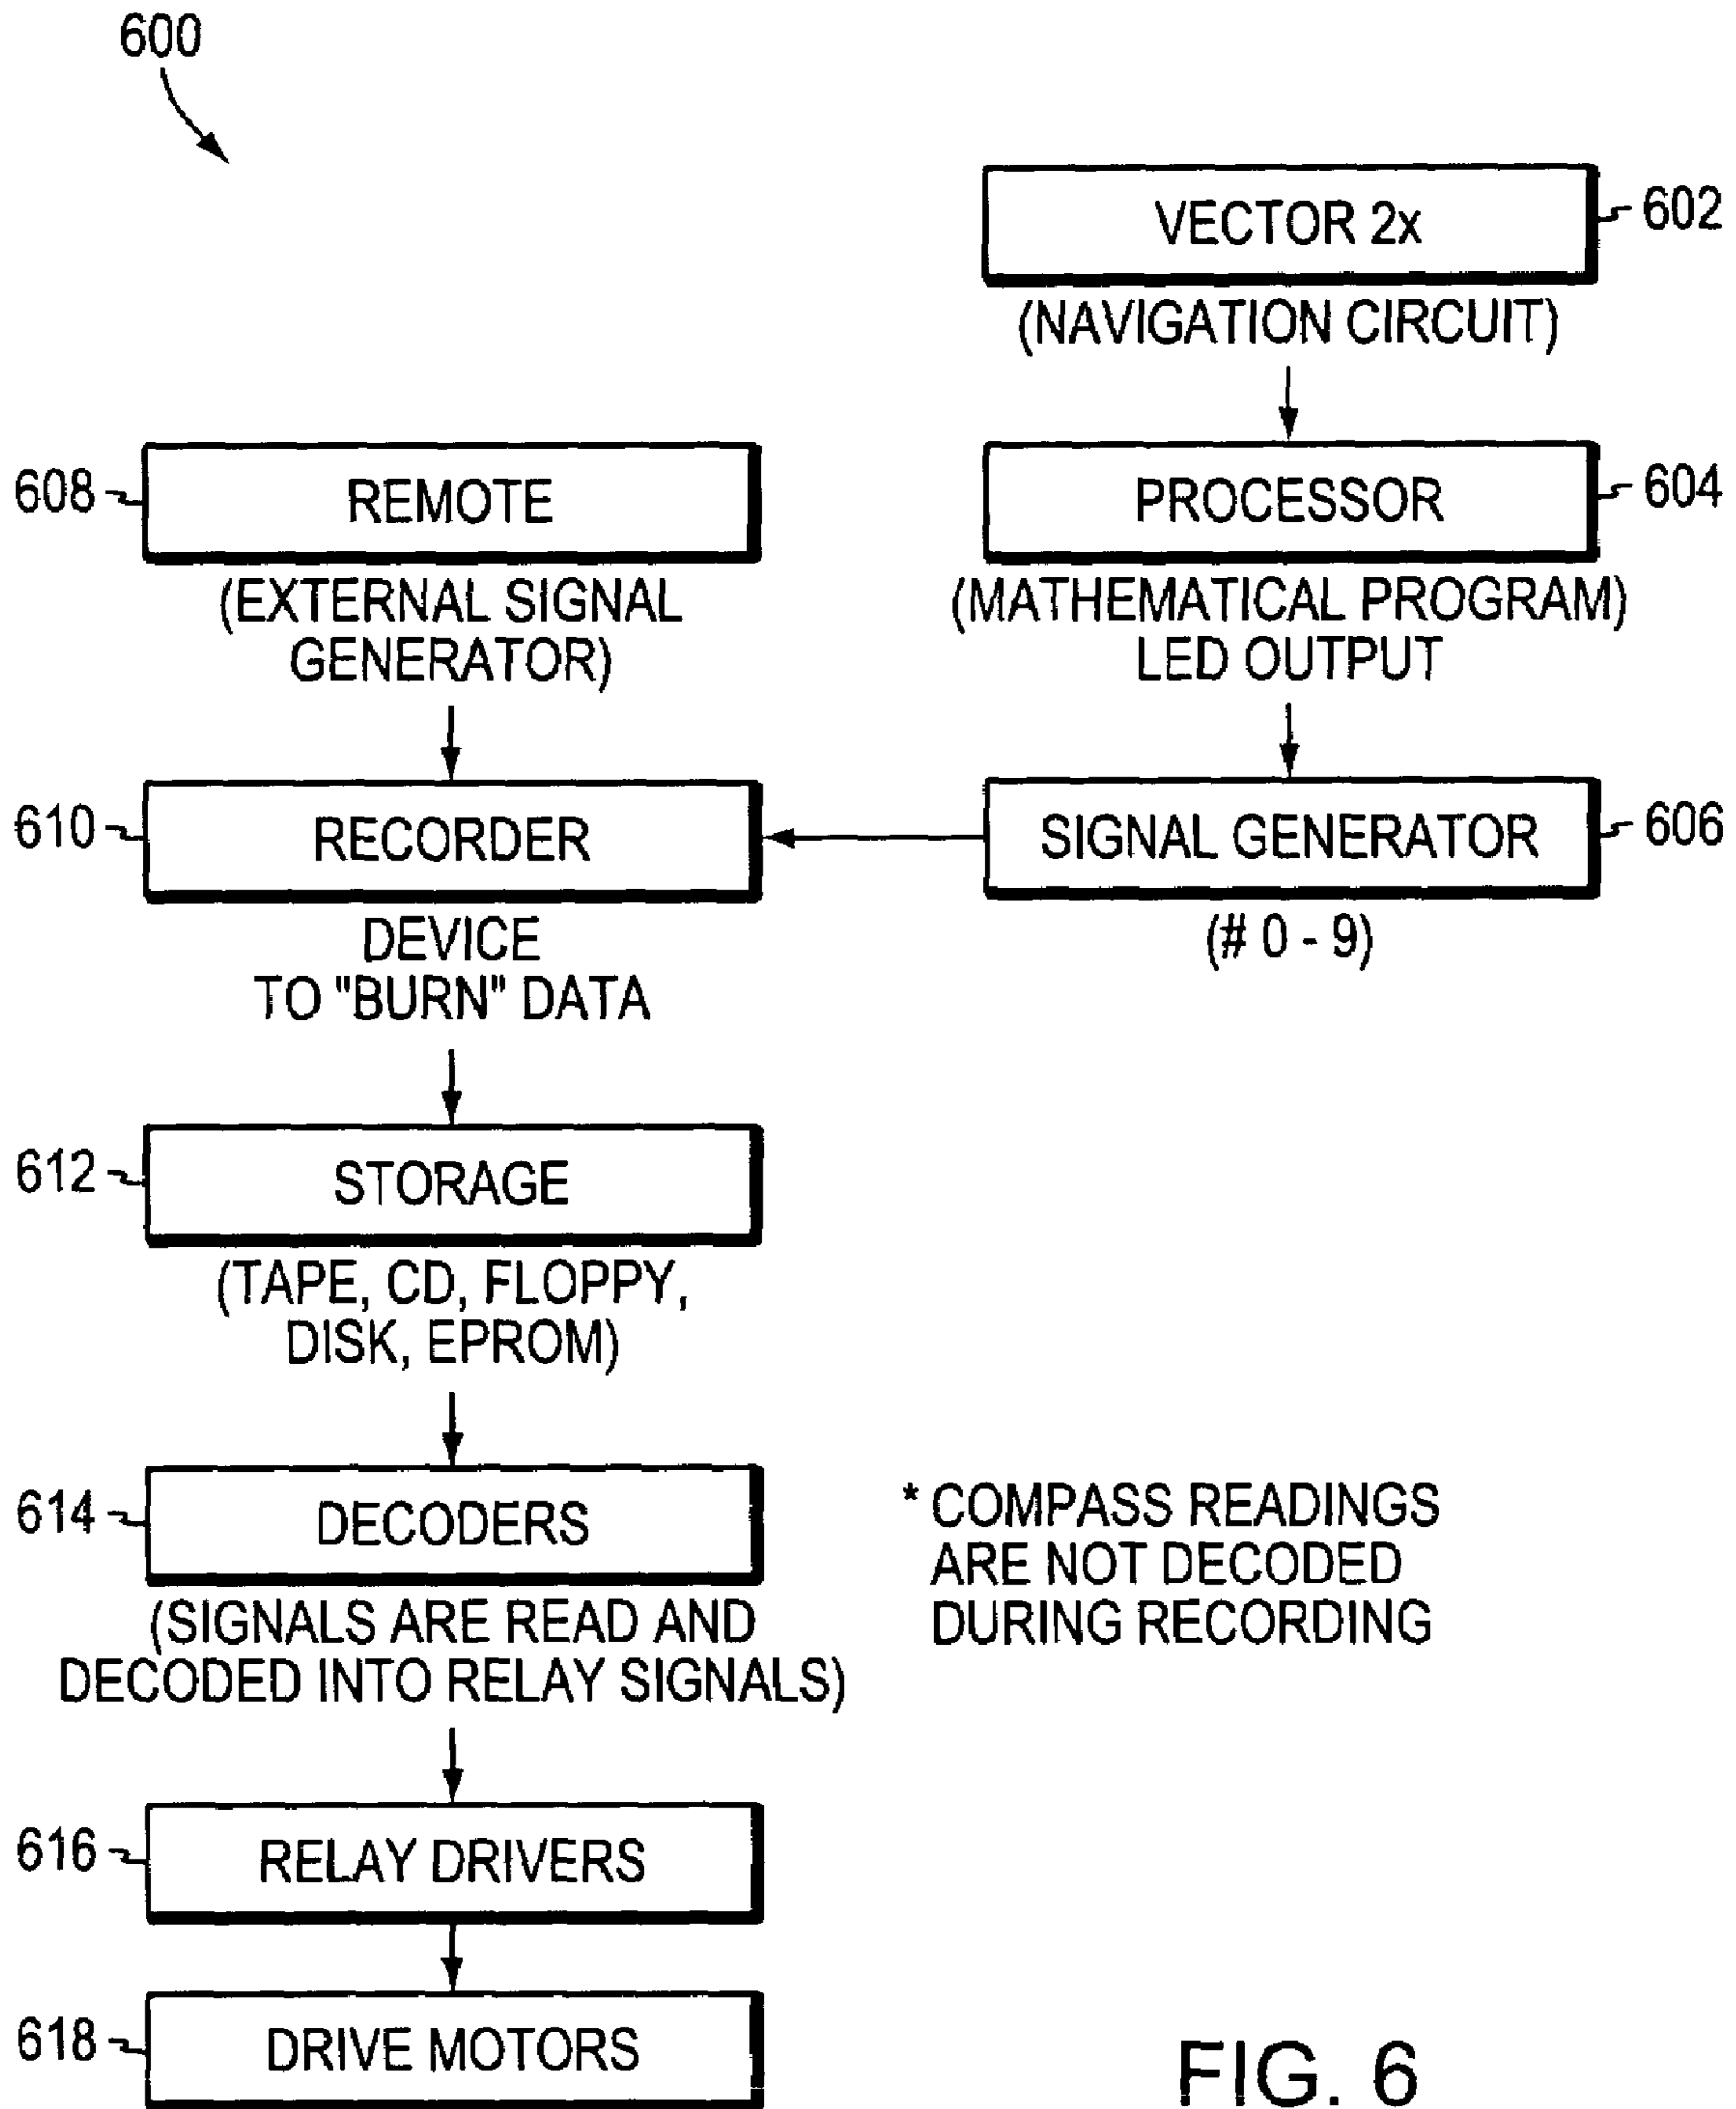 600
VECTOR 2x
602
(NAVIGATION CIRCUIT)
608
REMOTE
PROCESSOR
604
(EXTERNAL SIGNAL
GENERATOR)
(MATHEMATICAL PROGRAM)
LED OUTPUT
610
RECORDER
SIGNAL GENERATOR
606
DEVICE
TO "BURN" DATA
(# 0 - 9)
612
STORAGE
(TAPE, CD, FLOPPY,
DISK, EPROM)
614
DECODERS
(SIGNALS ARE READ AND
DECODED INTO RELAY SIGNALS)
* COMPASS READINGS
ARE NOT DECODED
DURING RECORDING
616
RELAY DRIVERS
618
DRIVE MOTORS
FIG. 6